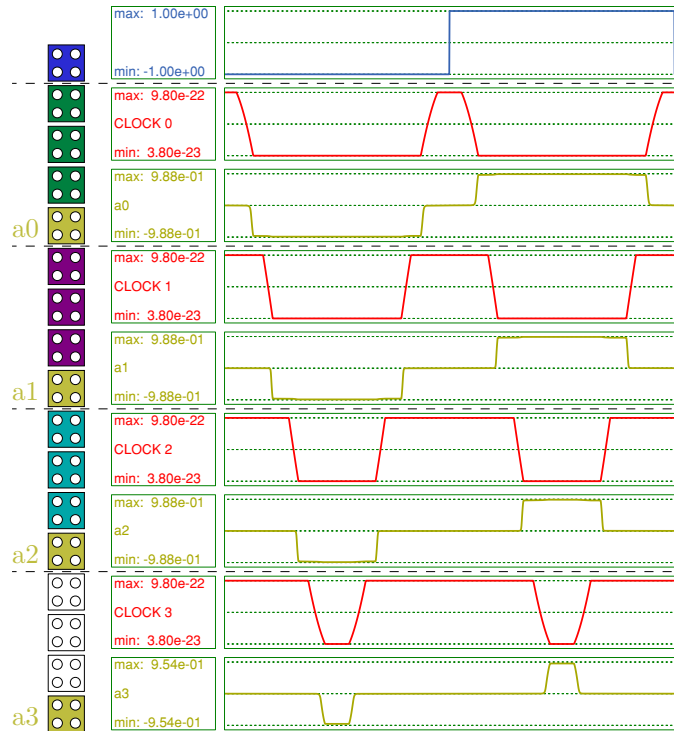 max: 1.00e+00
min: -1.00e+00
max: 9.80e-22
CLOCK 0
min: 3.80e-23
max: 9.88e-01
a0
min: -9.88e-01
a0
max: 9.80e-22
CLOCK 1
min: 3.80e-23
max: 9.88e-01
a1
min: -9.88e-01
a1
max: 9.80e-22
CLOCK 2
min: 3.80e-23
max: 9.88e-01
a2
min: -9.88e-01
a2
max: 9.80e-22
CLOCK 3
min: 3.80e-23
max: 9.54e-01
a3
min: -9.54e-01
a3